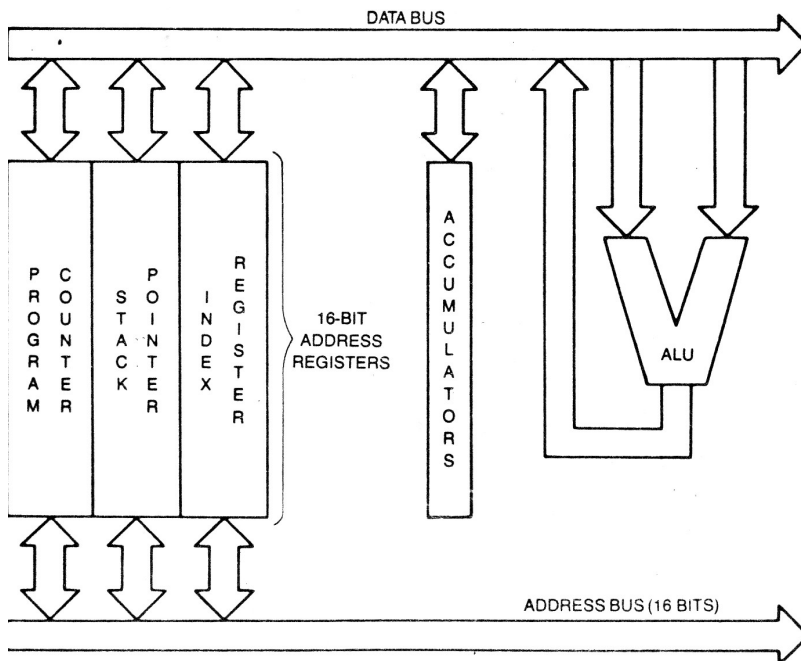 DATA BUS
PROGRAM
COUNTER
STACK
POINTER
INDEX
REGISTER
16-BIT
ADDRESS
REGISTERS
ACCUMULATORS
ALU
ADDRESS BUS (16 BITS)